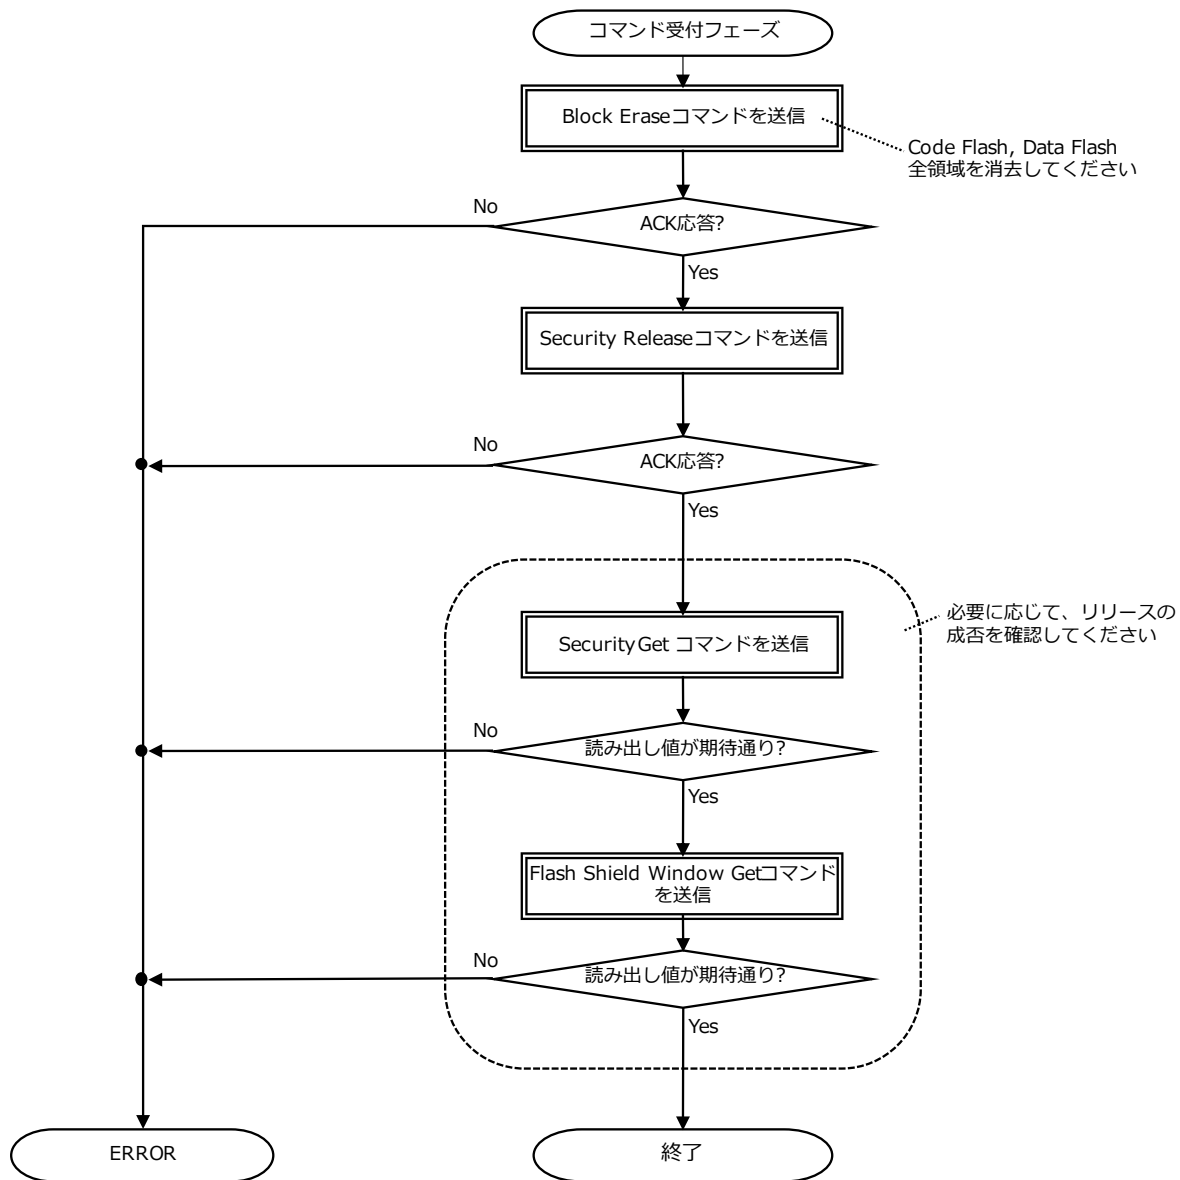 コマンド受付フェーズ
Block Eraseコマンドを送信
Code Flash, Data Flash
全領域を消去してください
No
ACK応答?
Yes
Security Releaseコマンドを送信
No
ACK応答?
Yes
必要に応じて、リリースの
成否を確認してください
SecurityGet コマンドを送信
No
読み出し値が期待通り?
Yes
Flash Shield Window Getコマンド
を送信
No
読み出し値が期待通り?
Yes
ERROR
終了